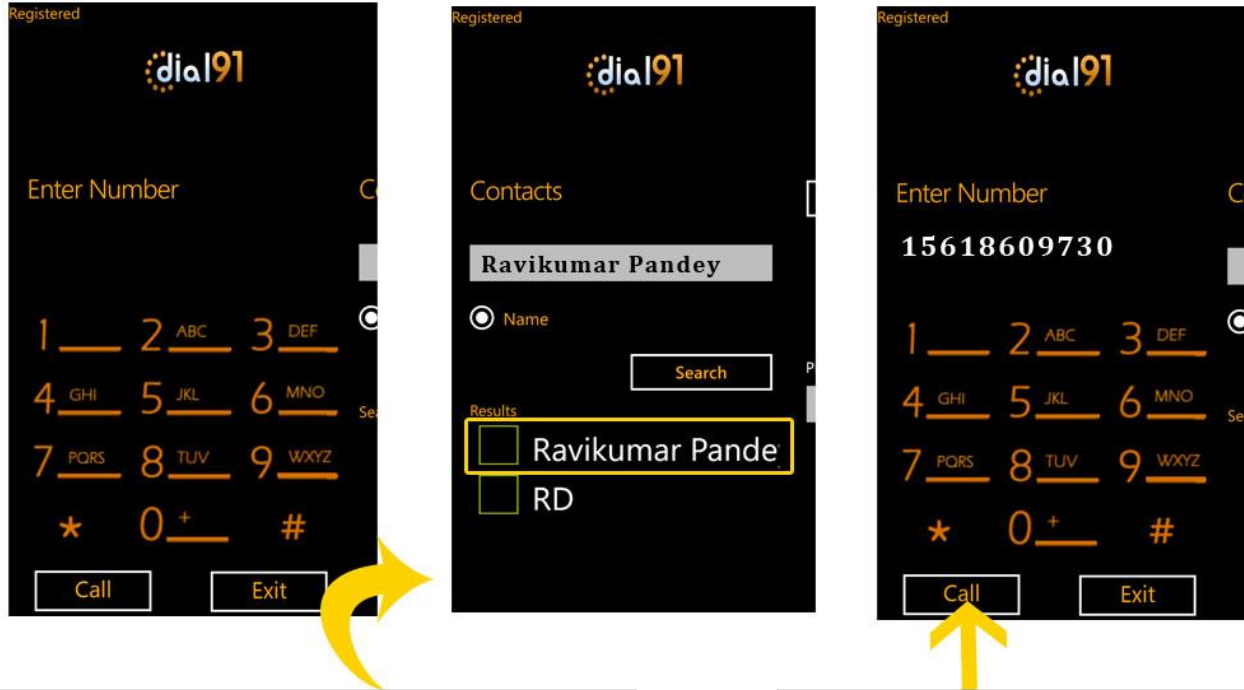 Registered
dial91
Enter Number
1 2 ABC 3 DEF
4 GHI 5 JKL 6 MNO
7 PQRS 8 TUV 9 WXYZ
* 0 + #
Call Exit
Registered
dial91
Contacts
Ravikumar Pandey
Name
Search
Results
Ravikumar Pande
RD
Registered
dial91
Enter Number
15618609730
1 2 ABC 3 DEF
4 GHI 5 JKL 6 MNO
7 PQRS 8 TUV 9 WXYZ
* 0 + #
Call Exit